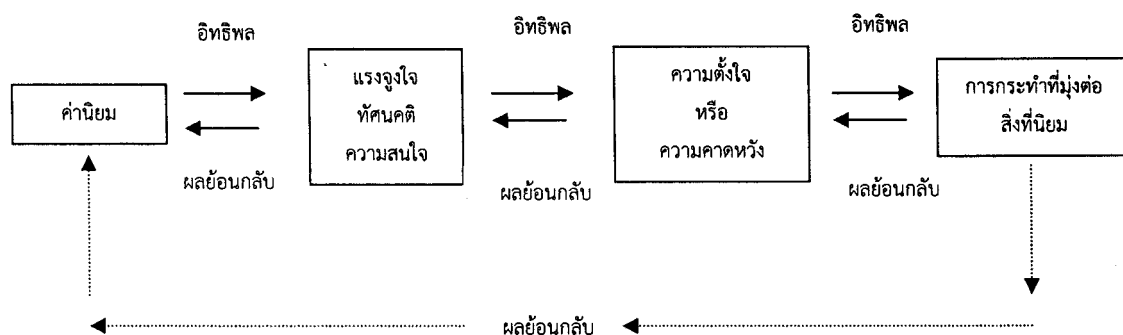 อิทธิพล
อิทธิพล
อิทธิพล
ค่านิยม
แรงจูงใจ
ทัศนคติ
ความสนใจ
ความตั้งใจ
หรือ
ความคาดหวัง
การกระทำที่มุ่งต่อ
สิ่งที่นิยม
ผลย้อนกลับ
ผลย้อนกลับ
ผลย้อนกลับ
ผลย้อนกลับ